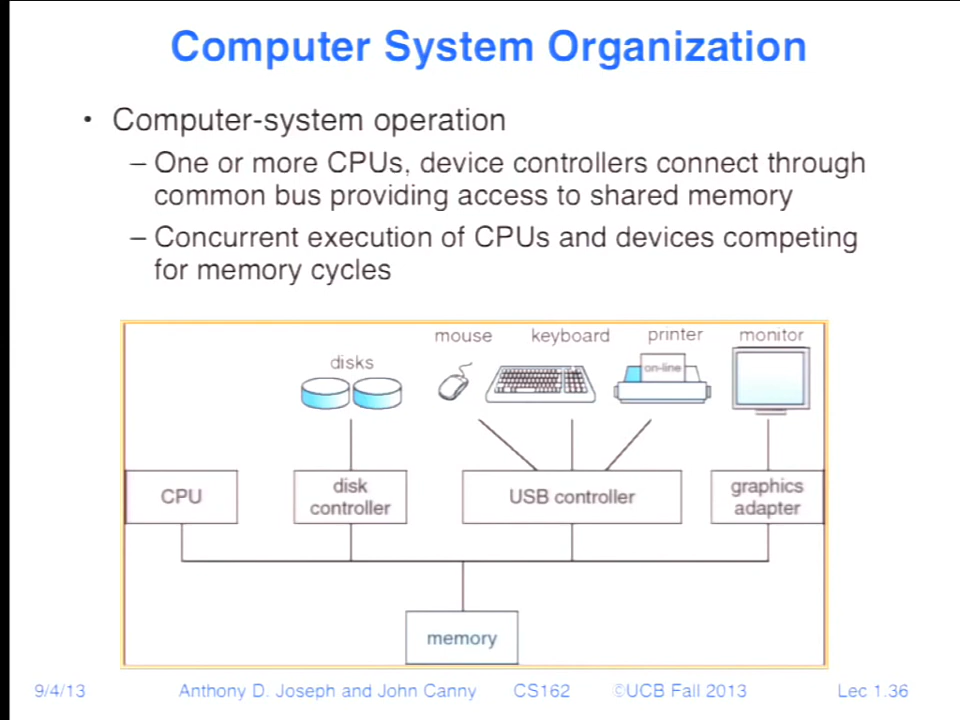 Computer System Organization
• Computer-system operation
– One or more CPUs, device controllers connect through
common bus providing access to shared memory
– Concurrent execution of CPUs and devices competing
for memory cycles
mouse keyboard printer monitor
disks
on-line
CPU
disk
controller
USB controller
graphics
adapter
memory
9/4/13 Anthony D. Joseph and John Canny CS162 ©UCB Fall 2013 Lec 1.36